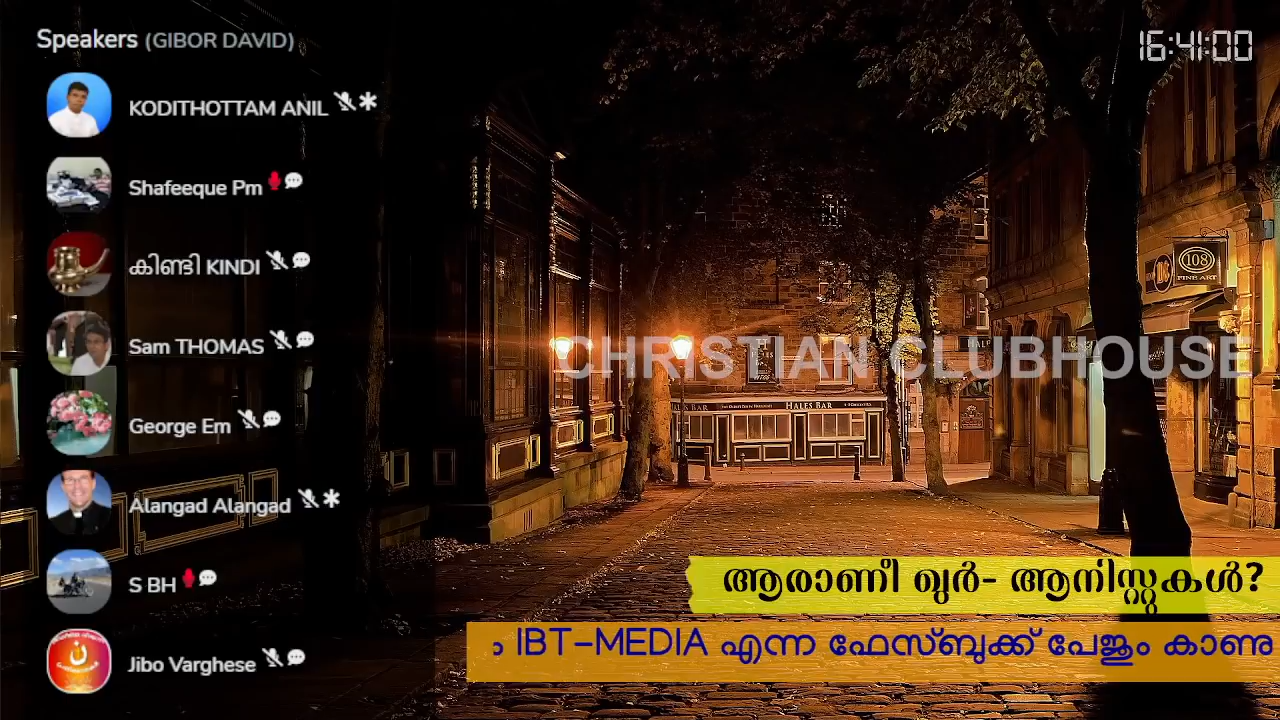 Speakers (GIBOR DAVID)
16:41:00
KODITHOTTAM ANIL
Shafeeque Pm
കിണ്ടി KINDI
108
FINE ART
Sam THOMAS
CHRISTIAN CLUBHOUSE
HALES BAR
George Em
Alangad Alangad
S BH
ആരാണീ ഖുർ- ആനിസ്റ്റുകൾ?
IBT-MEDIA എന്ന ഫേസ്ബുക്ക് പേജും കാണു
Jibo Varghese